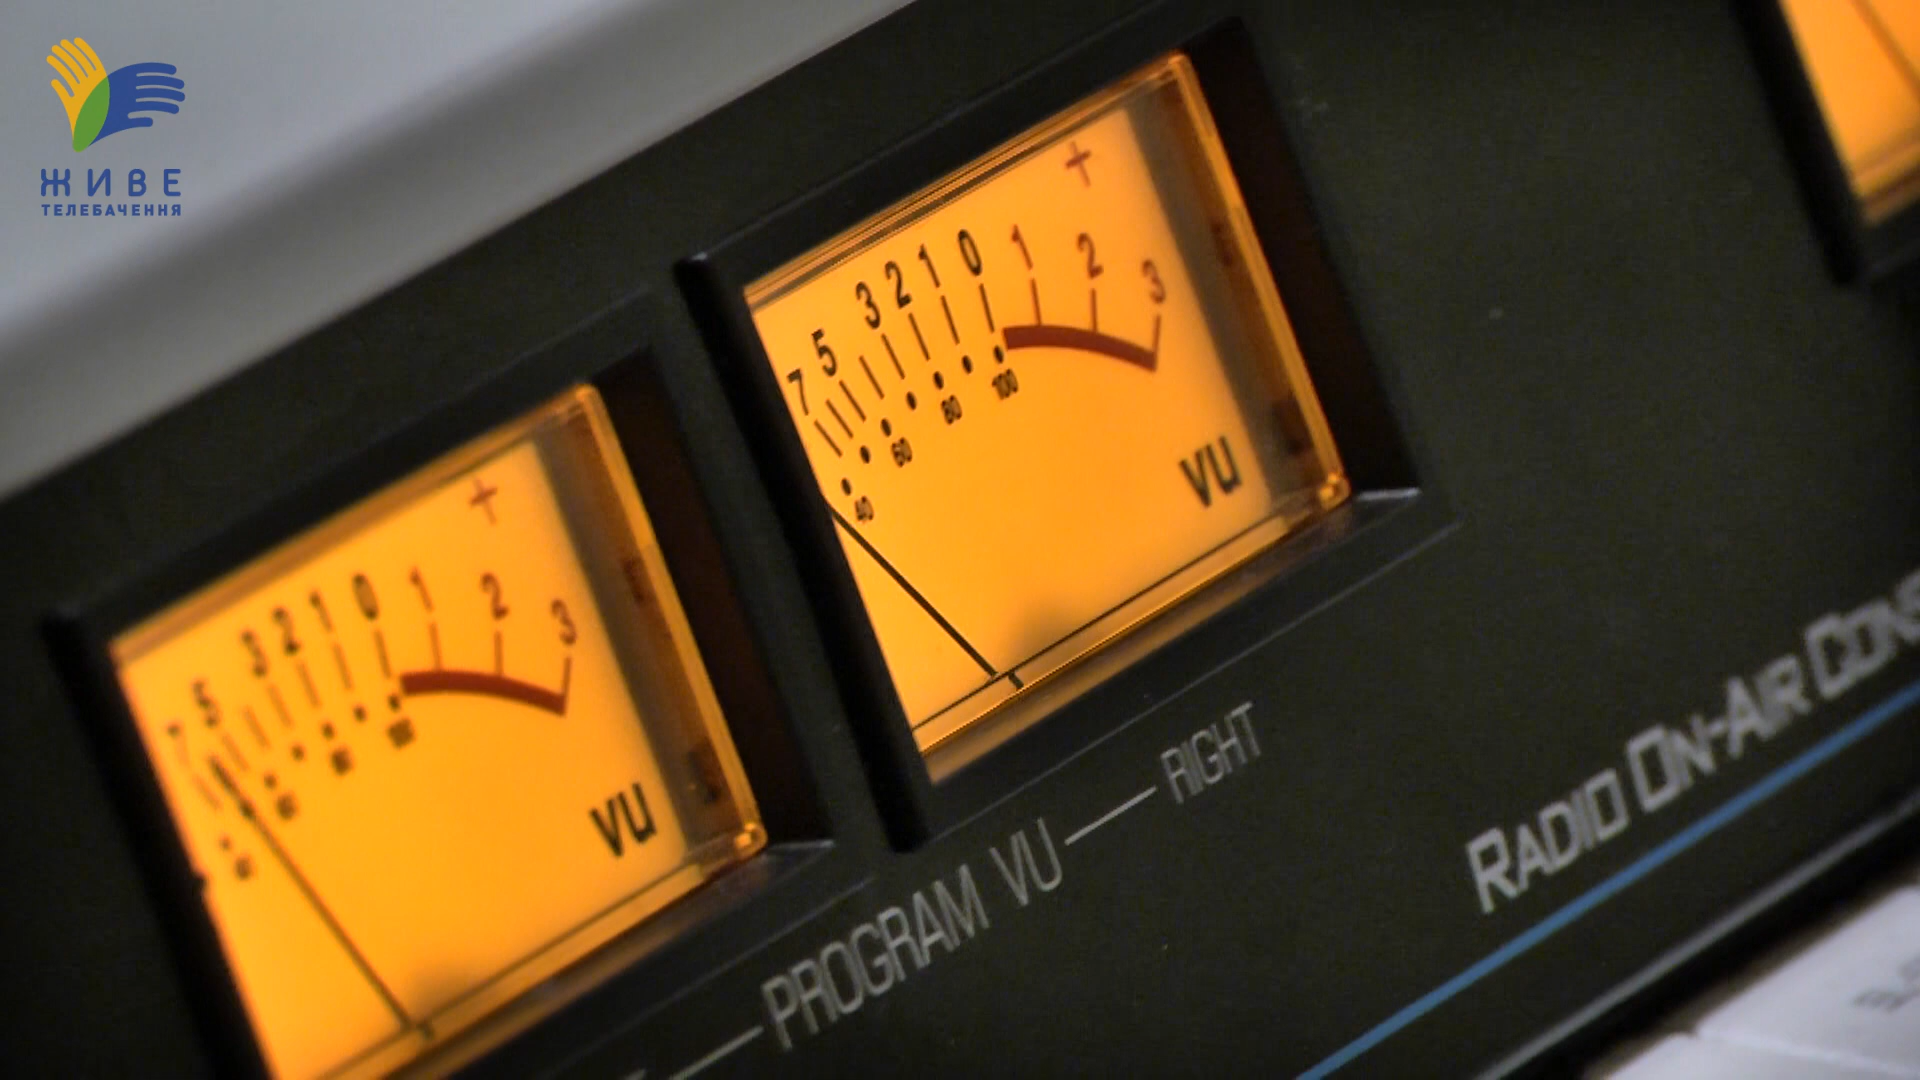 ЖИВЕ
ТЕЛЕБАЧЕННЯ
7 5 3 2 1 0 1 2 3
+
40 60 80 100
VU
7 5 3 2 1 0 1 2 3
+
100
VU
PROGRAM VU
RIGHT
RADIO ON-AIR